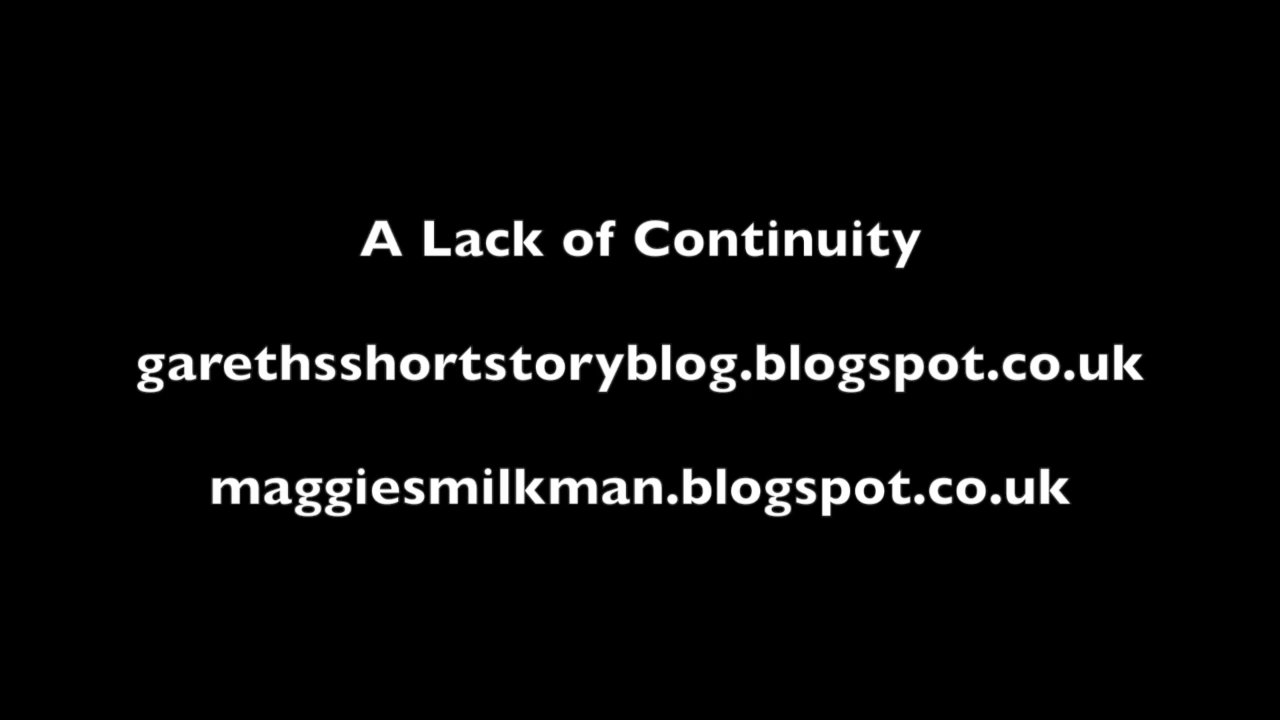 A Lack of Continuity
garethsshortstoryblog.blogspot.co.uk
maggiesmilkman.blogspot.co.uk